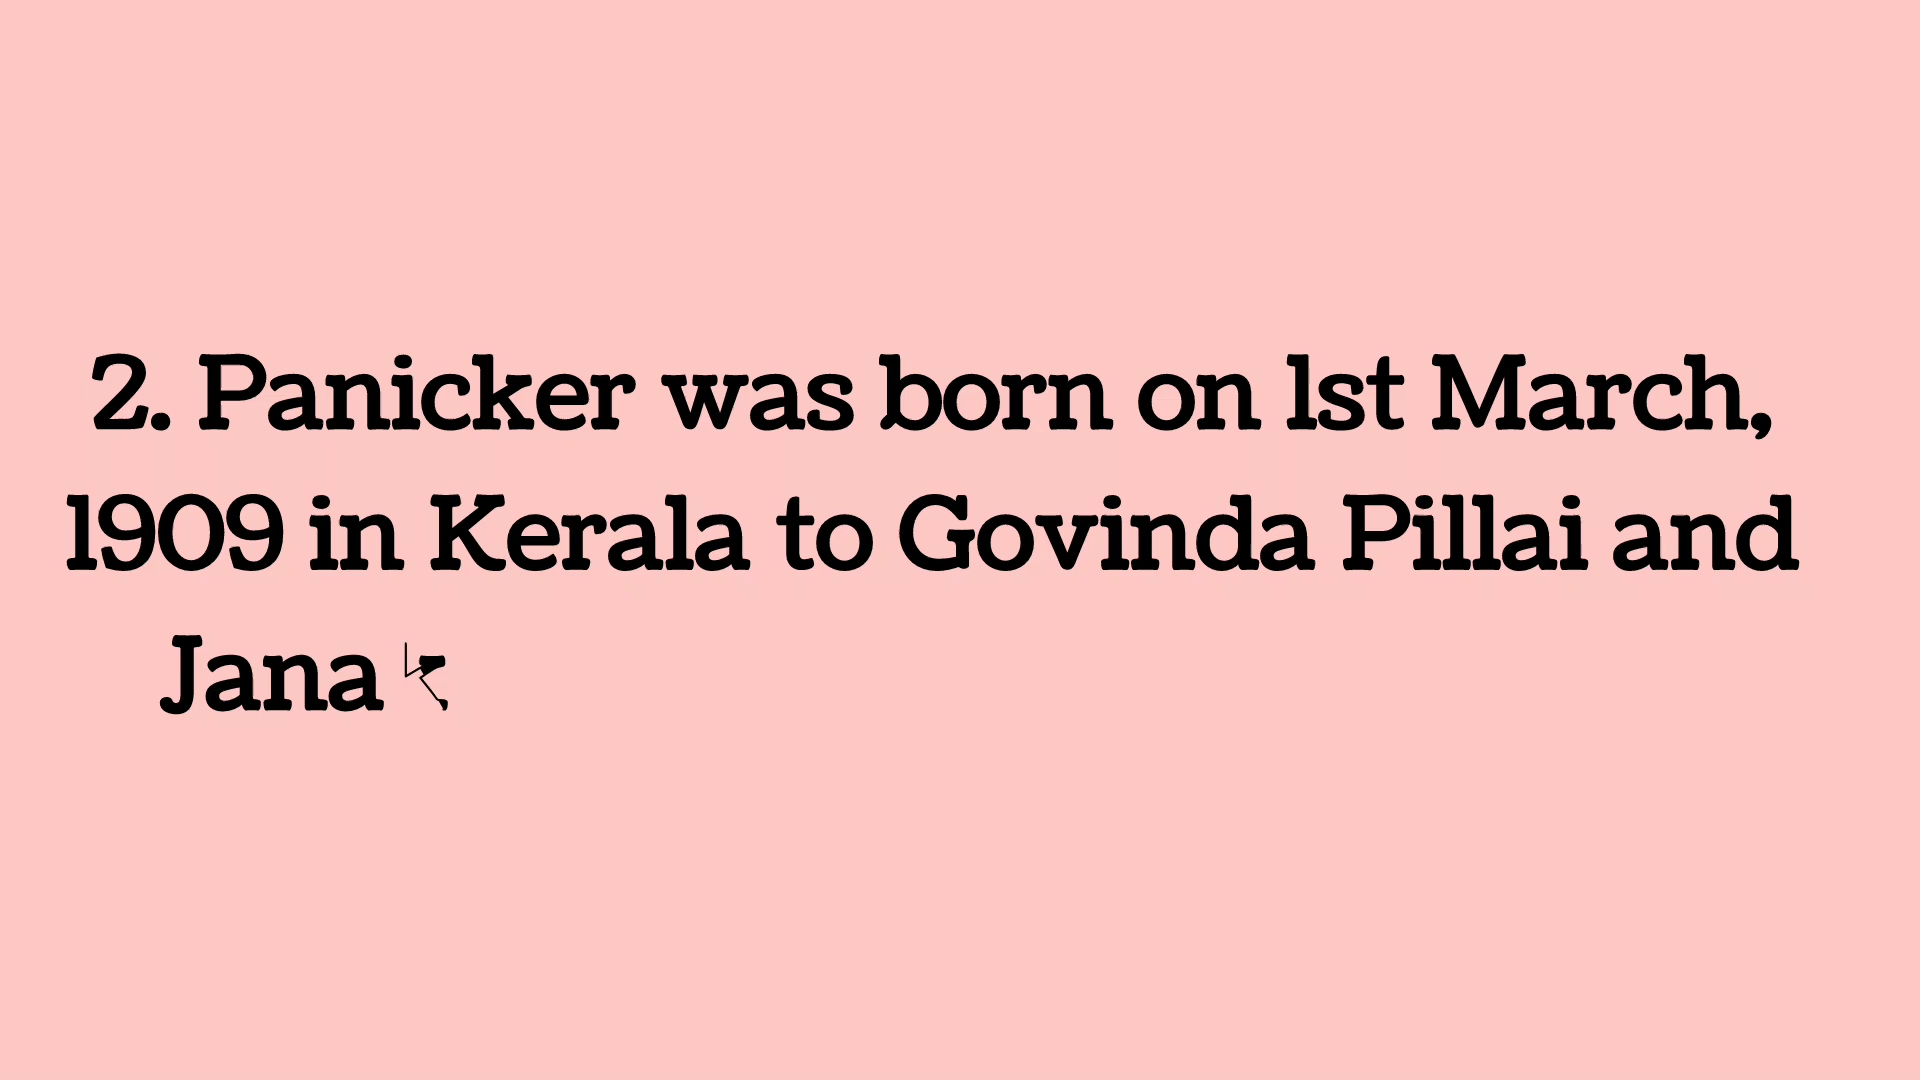 2. Panicker was born on 1st March,
1909 in Kerala to Govinda Pillai and
Jana